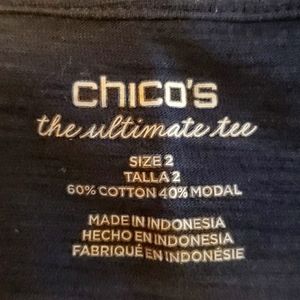 chico's
the ultimate tee
SIZE 2
TALLA 2
60% COTTON 40% MODAL
MADE IN INDONESIA
HECHO EN INDONESIA
FABRIQUÉ EN INDONÉSIE